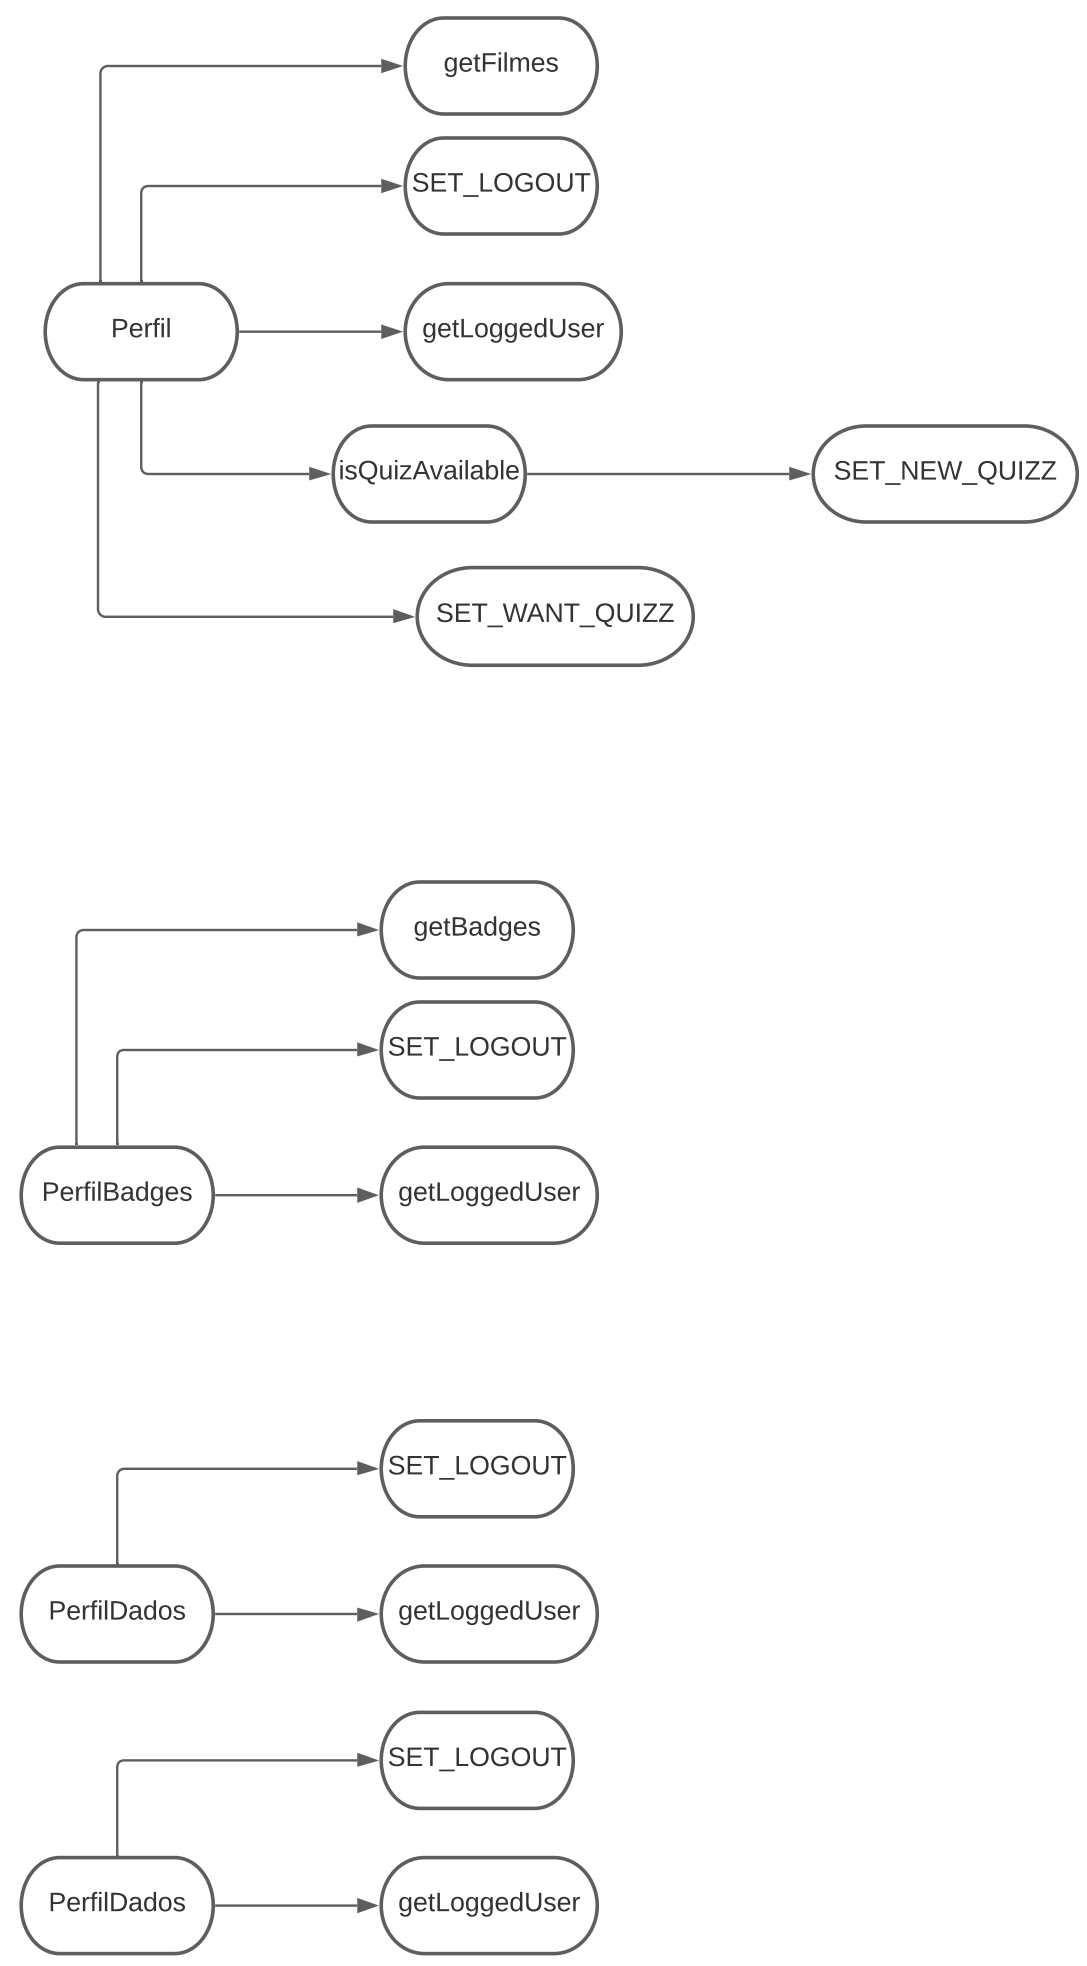 getFilmes
SET_LOGOUT
Perfil
getLoggedUser
isQuizAvailable
SET_NEW_QUIZZ
SET_WANT_QUIZZ
getBadges
SET_LOGOUT
PerfilBadges
getLoggedUser
SET_LOGOUT
PerfilDados
getLoggedUser
SET_LOGOUT
PerfilDados
getLoggedUser